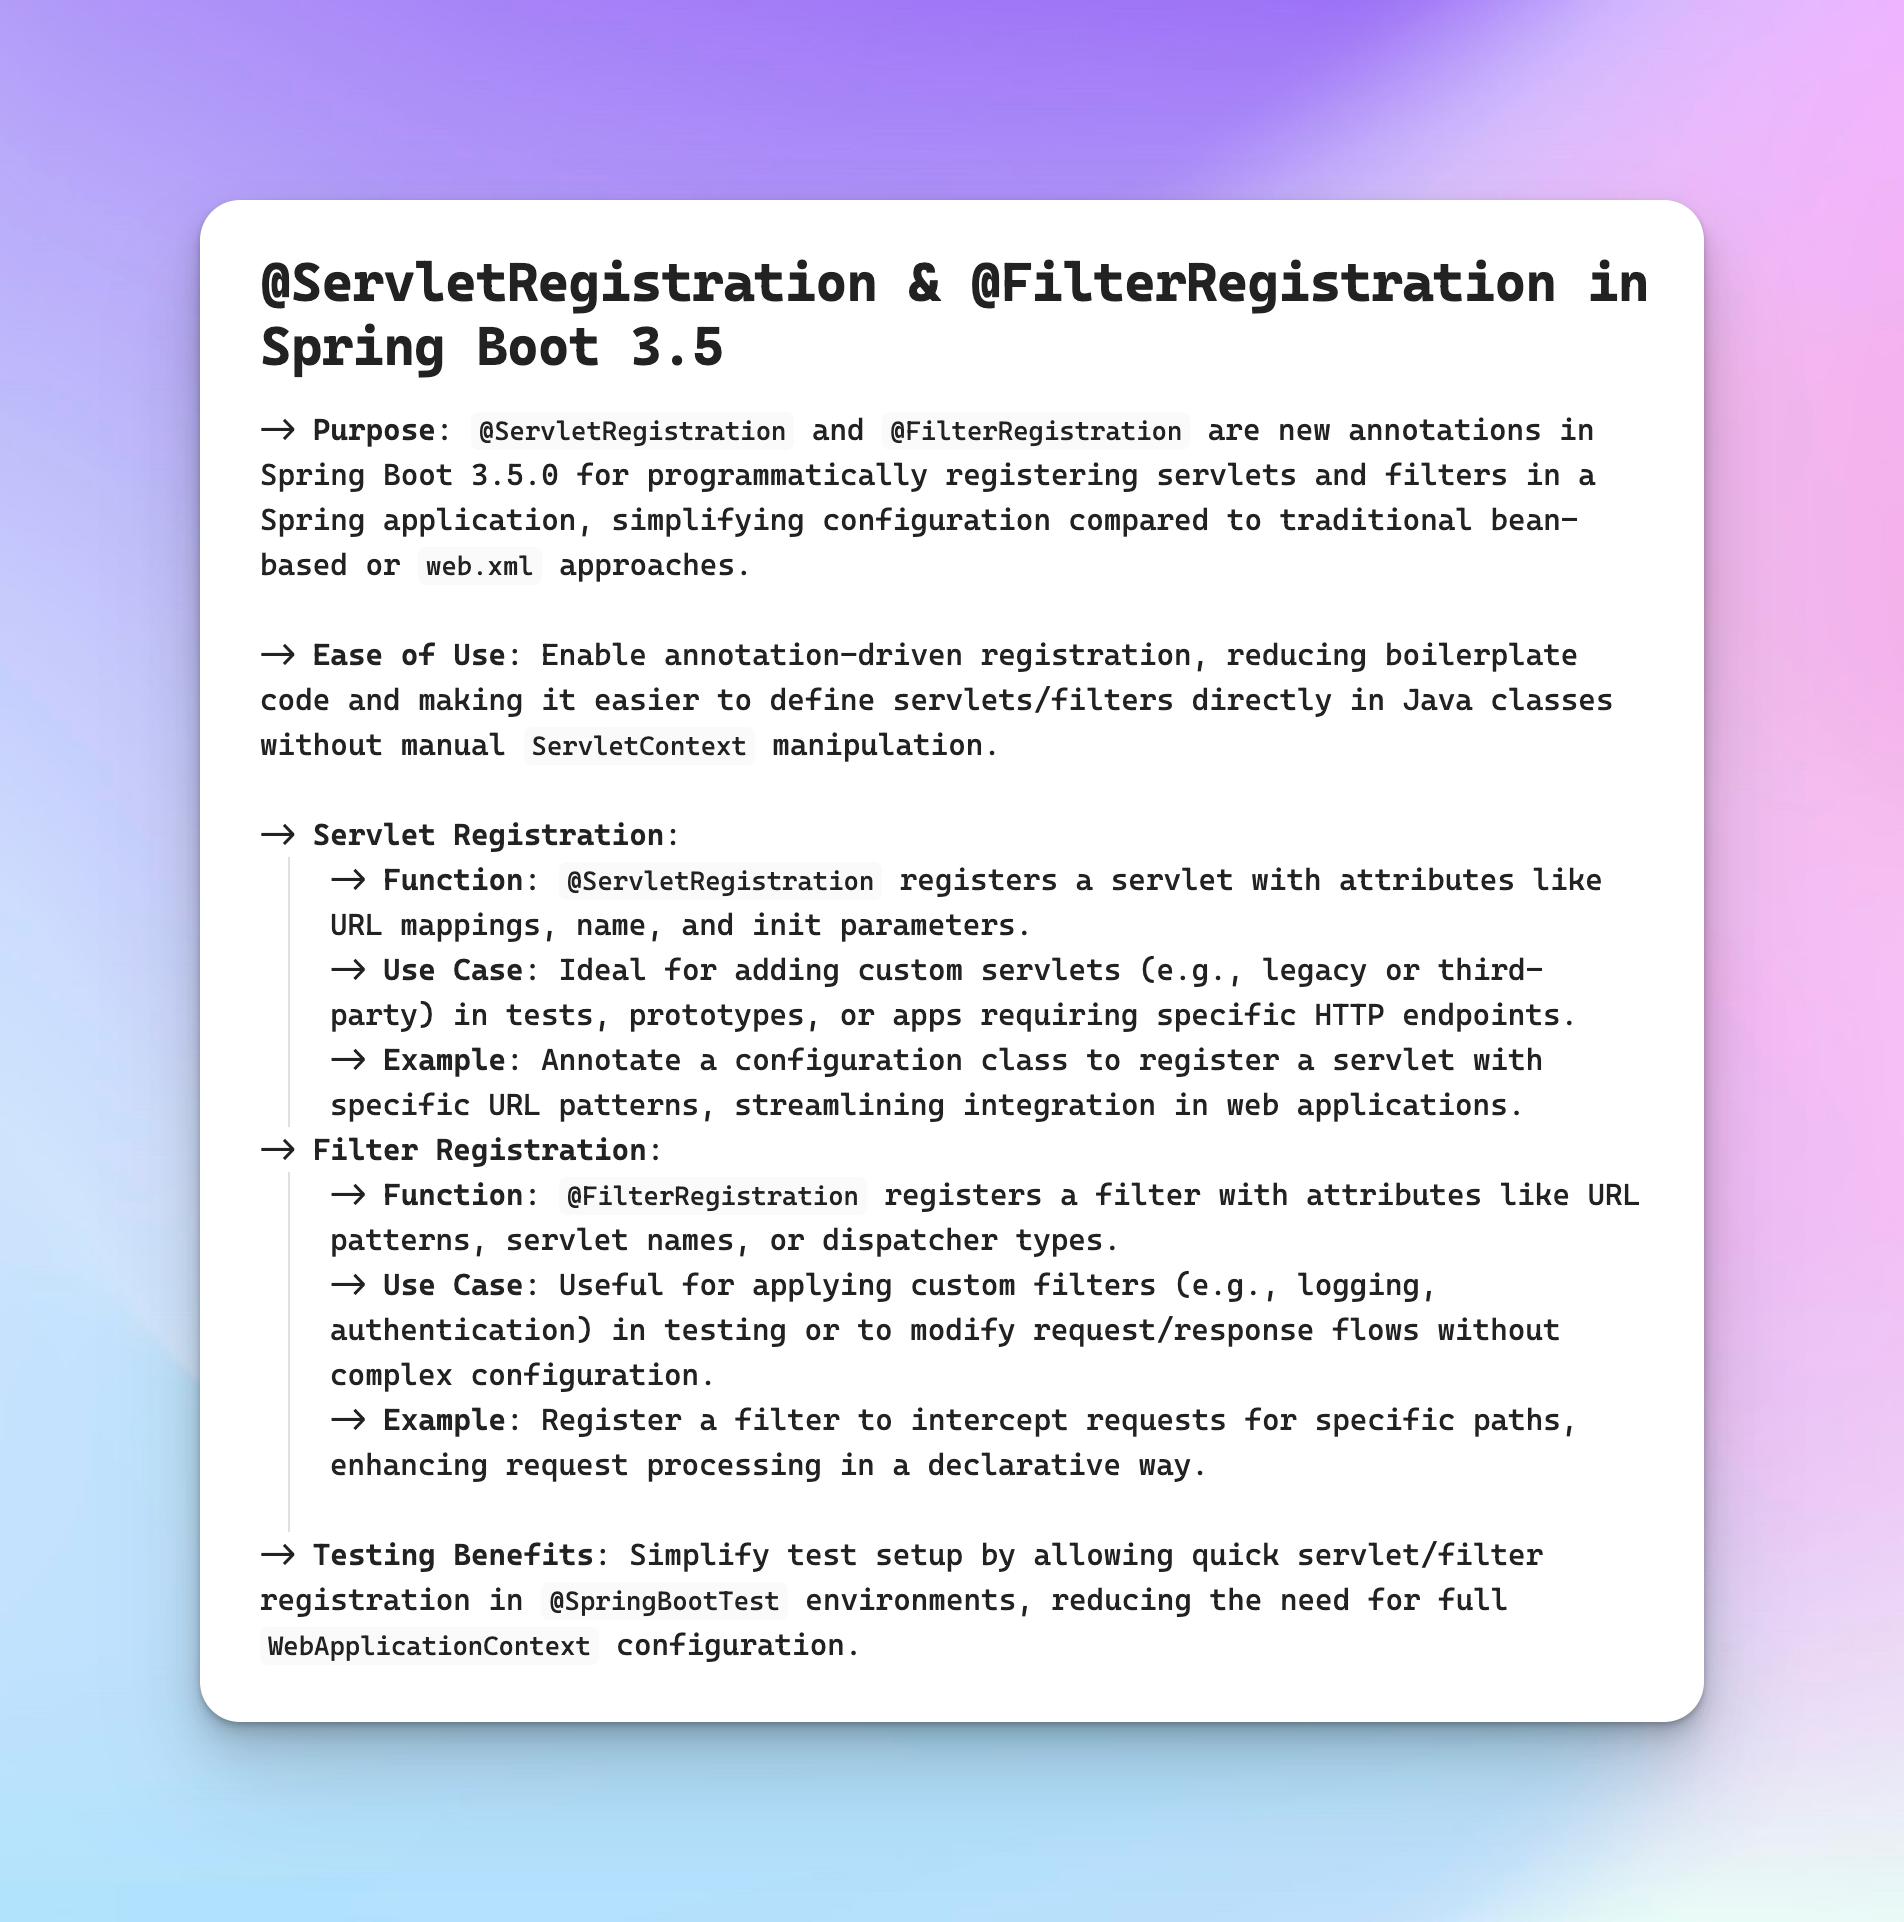 @ServletRegistration & @FilterRegistration in
Spring Boot 3.5
→ Purpose: @ServletRegistration and @FilterRegistration are new annotations in
Spring Boot 3.5.0 for programmatically registering servlets and filters in a
Spring application, simplifying configuration compared to traditional bean-
based or web.xml approaches.
→ Ease of Use: Enable annotation-driven registration, reducing boilerplate
code and making it easier to define servlets/filters directly in Java classes
without manual ServletContext manipulation.
→ Servlet Registration:
→ Function: @ServletRegistration registers a servlet with attributes like
URL mappings, name, and init parameters.
→ Use Case: Ideal for adding custom servlets (e.g., legacy or third-
party) in tests, prototypes, or apps requiring specific HTTP endpoints.
→ Example: Annotate a configuration class to register a servlet with
specific URL patterns, streamlining integration in web applications.
→ Filter Registration:
→ Function: @FilterRegistration registers a filter with attributes like URL
patterns, servlet names, or dispatcher types.
→ Use Case: Useful for applying custom filters (e.g., logging,
authentication) in testing or to modify request/response flows without
complex configuration.
→ Example: Register a filter to intercept requests for specific paths,
enhancing request processing in a declarative way.
→ Testing Benefits: Simplify test setup by allowing quick servlet/filter
registration in @SpringBootTest environments, reducing the need for full
WebApplicationContext configuration.